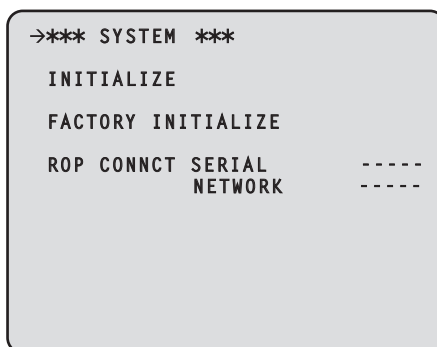 →*** SYSTEM ***
INITIALIZE
FACTORY INITIALIZE
ROP CONNCT SERIAL -----
NETWORK -----